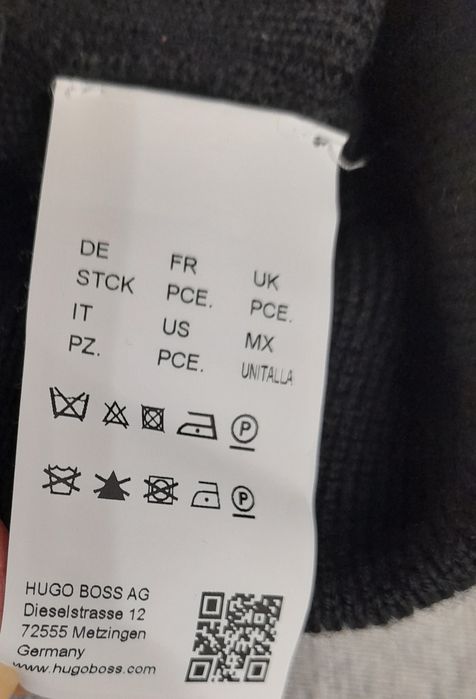 DE FR UK
STCK PCE. PCE.
IT US MX
PZ. PCE. UNITALLA
P
P
HUGO BOSS AG
Dieselstrasse 12
72555 Metzingen
Germany
www.hugoboss.com